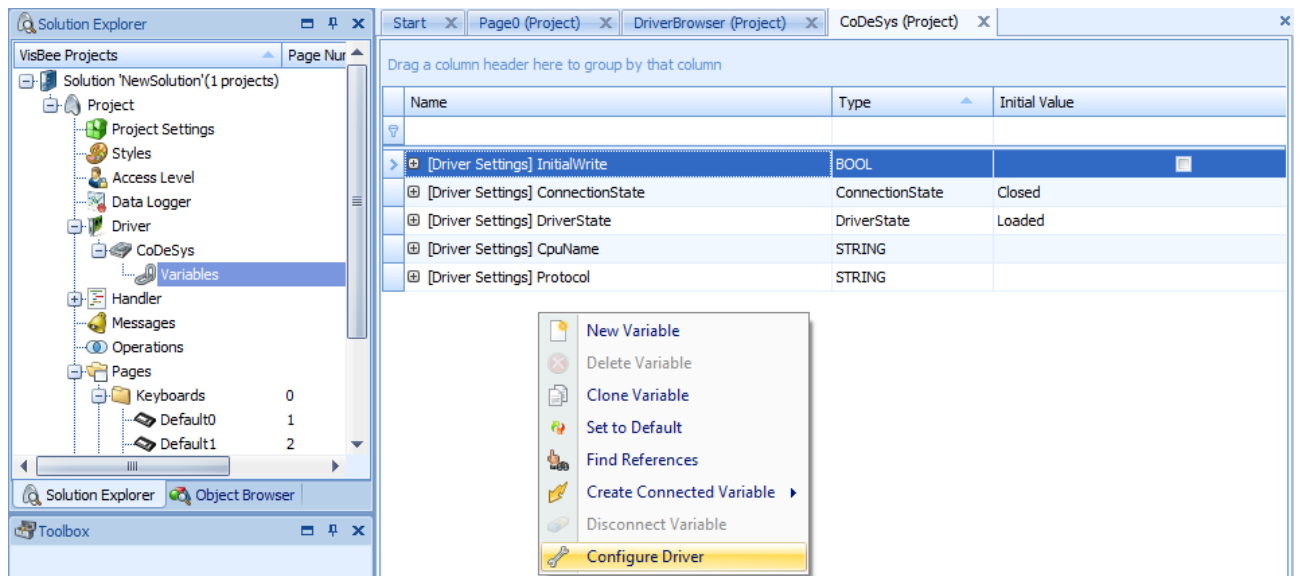 Solution Explorer
VisBee Projects Page Nur
Solution 'NewSolution'(1 projects)
Project
Project Settings
Styles
Access Level
Data Logger
Driver
CoDeSys
Variables
Handler
Messages
Operations
Pages
Keyboards 0
Default0 1
Default1 2
Solution Explorer Object Browser
Toolbox
Start Page0 (Project) DriverBrowser (Project) CoDeSys (Project)
Drag a column header here to group by that column
Name Type Initial Value
[Driver Settings] InitialWrite BOOL
[Driver Settings] ConnectionState ConnectionState Closed
[Driver Settings] DriverState DriverState Loaded
[Driver Settings] CpuName STRING
[Driver Settings] Protocol STRING
New Variable
Delete Variable
Clone Variable
Set to Default
Find References
Create Connected Variable
Disconnect Variable
Configure Driver